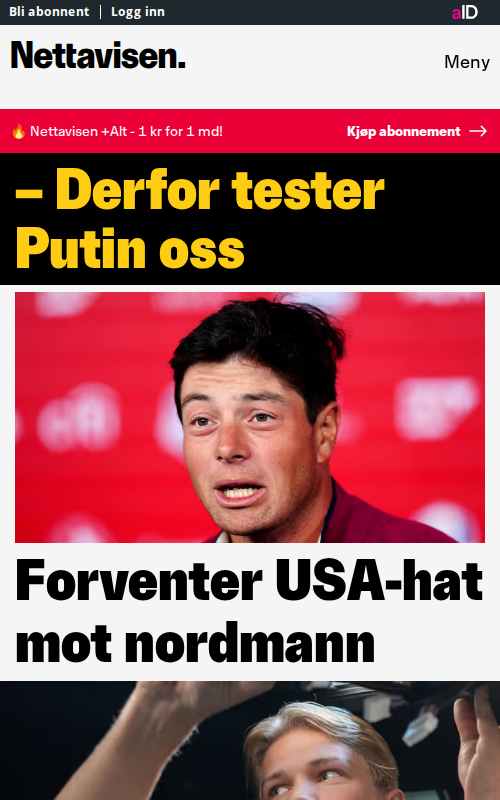 Bli abonnent
Logg inn
aID
Nettavisen.
Meny
🔥 Nettavisen +Alt - 1 kr for 1 md!
Kjøp abonnement →
– Derfor tester
Putin oss
citi
Forventer USA-hat
mot nordmann